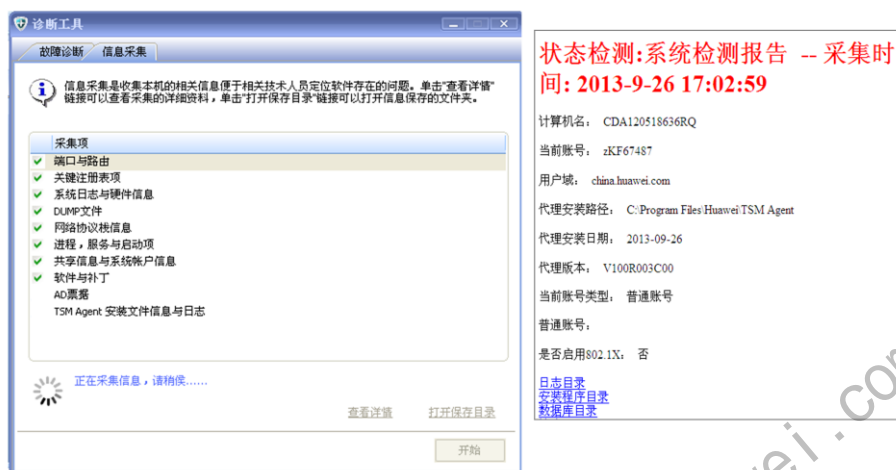 诊断工具
故障诊断 信息采集
信息采集是收集本机的相关信息便于相关技术人员定位软件存在的问题。单击"查看详情"
链接可以查看采集的详细资料，单击"打开保存目录"链接可以打开信息保存的文件夹。
采集项
端口与路由
关键注册表项
系统日志与硬件信息
DUMP文件
网络协议栈信息
进程，服务与启动项
共享信息与系统帐户信息
软件与补丁
AD票据
TSM Agent 安装文件信息与日志
正在采集信息，请稍侯......
查看详情 打开保存目录
开始
状态检测:系统检测报告 -- 采集时
间: 2013-9-26 17:02:59
计算机名： CDA120518636RQ
当前账号： zKF67487
用户域： china.huawei.com
代理安装路径： C:\Program Files\Huawei\TSM Agent
代理安装日期： 2013-09-26
代理版本： V100R003C00
当前账号类型： 普通账号
普通账号：
是否启用802.1X： 否
日志目录
安装程序目录
数据库目录